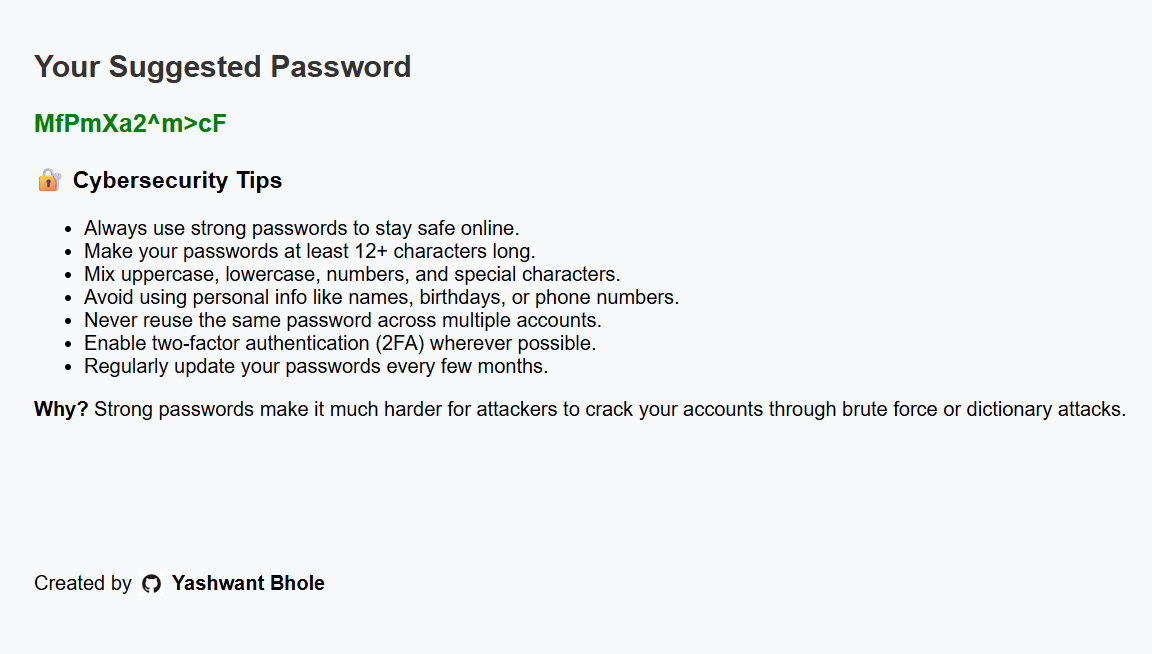 Your Suggested Password
MfPmXa2^m>cF
Cybersecurity Tips
Always use strong passwords to stay safe online.
Make your passwords at least 12+ characters long.
Mix uppercase, lowercase, numbers, and special characters.
Avoid using personal info like names, birthdays, or phone numbers.
Never reuse the same password across multiple accounts.
Enable two-factor authentication (2FA) wherever possible.
Regularly update your passwords every few months.
Why? Strong passwords make it much harder for attackers to crack your accounts through brute force or dictionary attacks.
Created by Yashwant Bhole